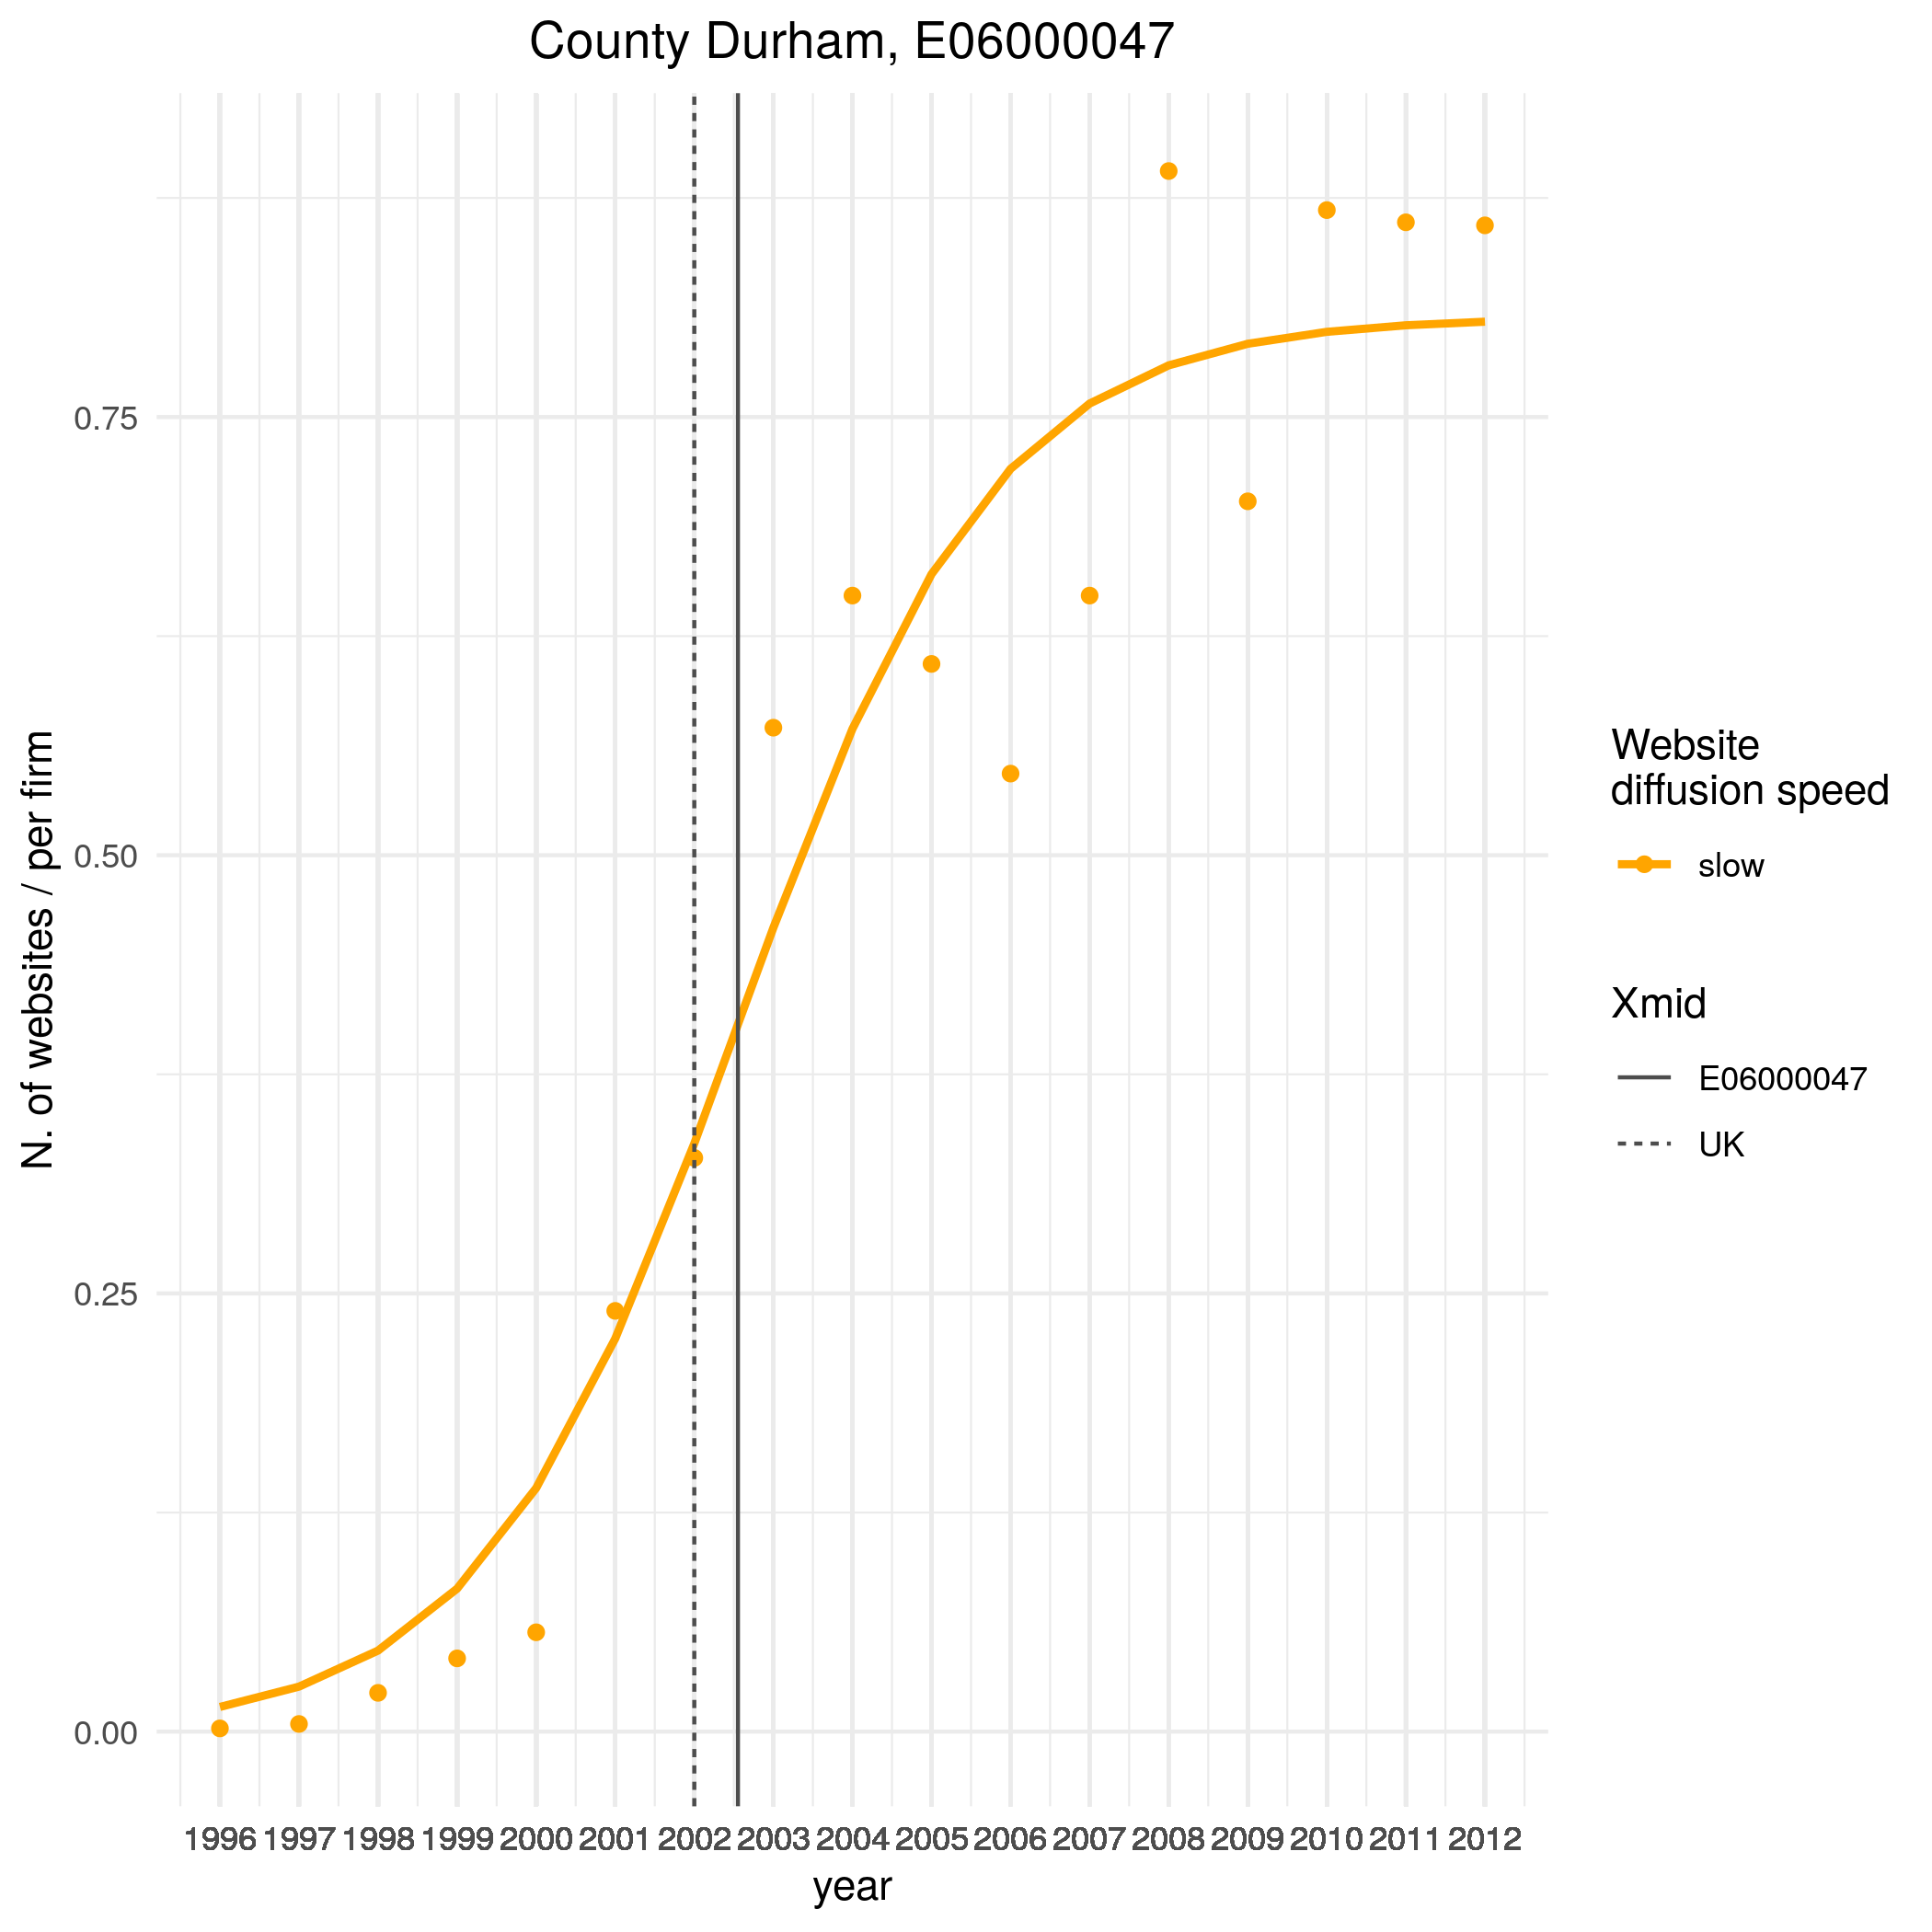 County Durham, E06000047
N. of websites / per firm
0.75
0.50
0.25
0.00
1996 1997 1998 1999 2000 2001 2002 2003 2004 2005 2006 2007 2008 2009 2010 2011 2012
year
Website
diffusion speed
slow
Xmid
E06000047
UK